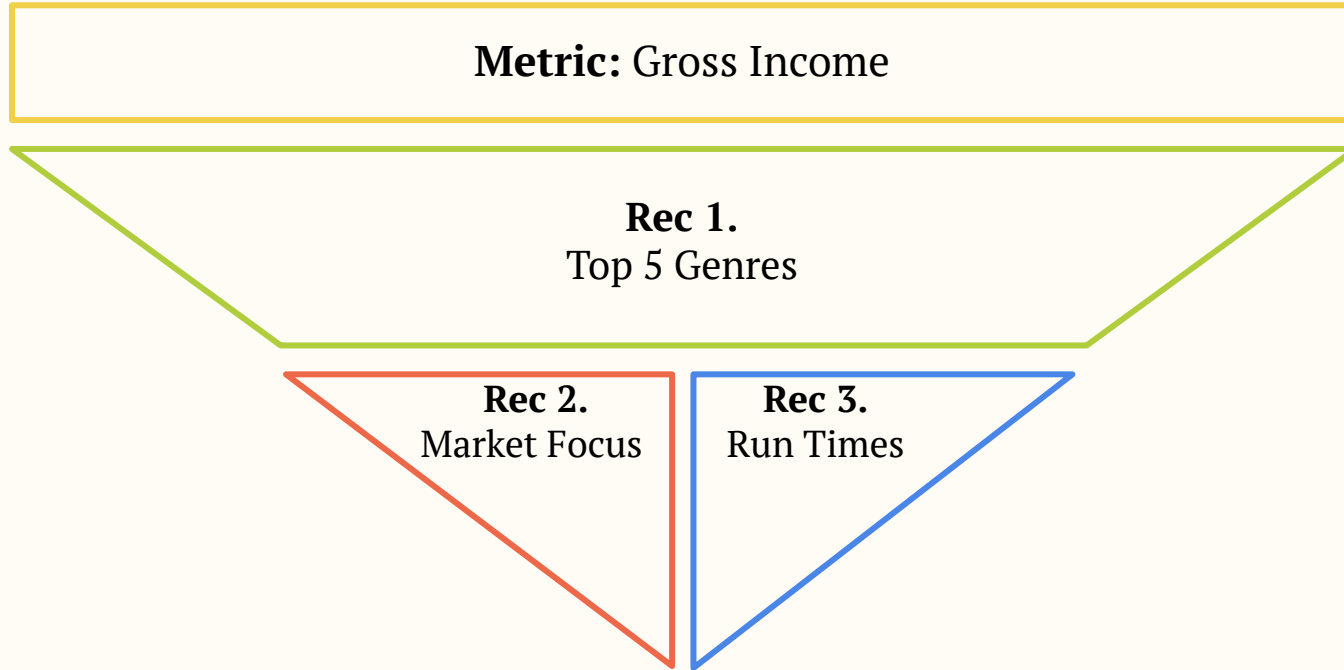 Metric: Gross Income
Rec 1.
Top 5 Genres
Rec 2.
Market Focus
Rec 3.
Run Times